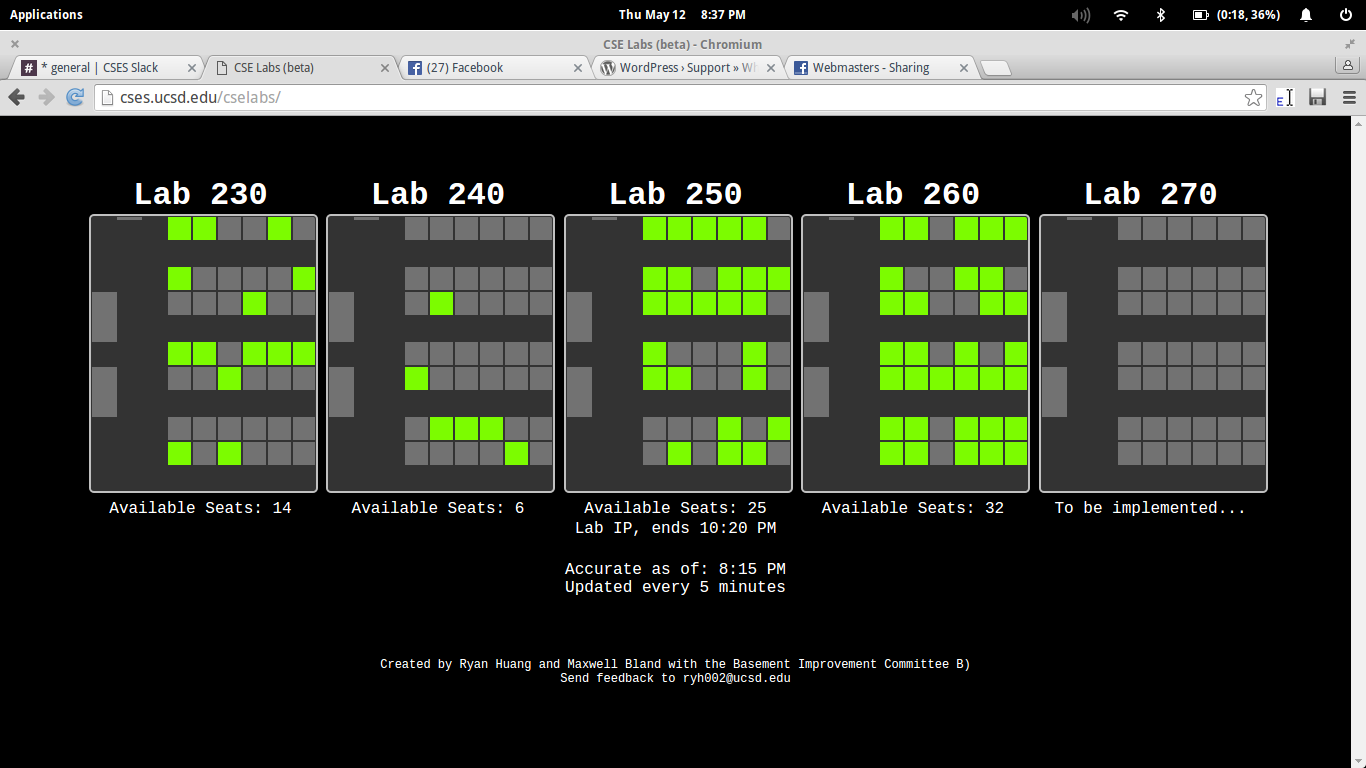 Applications
Thu May 12 8:37 PM
(0:18, 36%)
CSE Labs (beta) - Chromium
# * general | CSES Slack
CSE Labs (beta)
(27) Facebook
WordPress › Support »
Webmasters - Sharing
cses.ucsd.edu/cselabs/
Lab 230
Lab 240
Lab 250
Lab 260
Lab 270
Available Seats: 14
Available Seats: 6
Available Seats: 25
Available Seats: 32
To be implemented...
Lab IP, ends 10:20 PM
Accurate as of: 8:15 PM
Updated every 5 minutes
Created by Ryan Huang and Maxwell Bland with the Basement Improvement Committee B)
Send feedback to ryh002@ucsd.edu